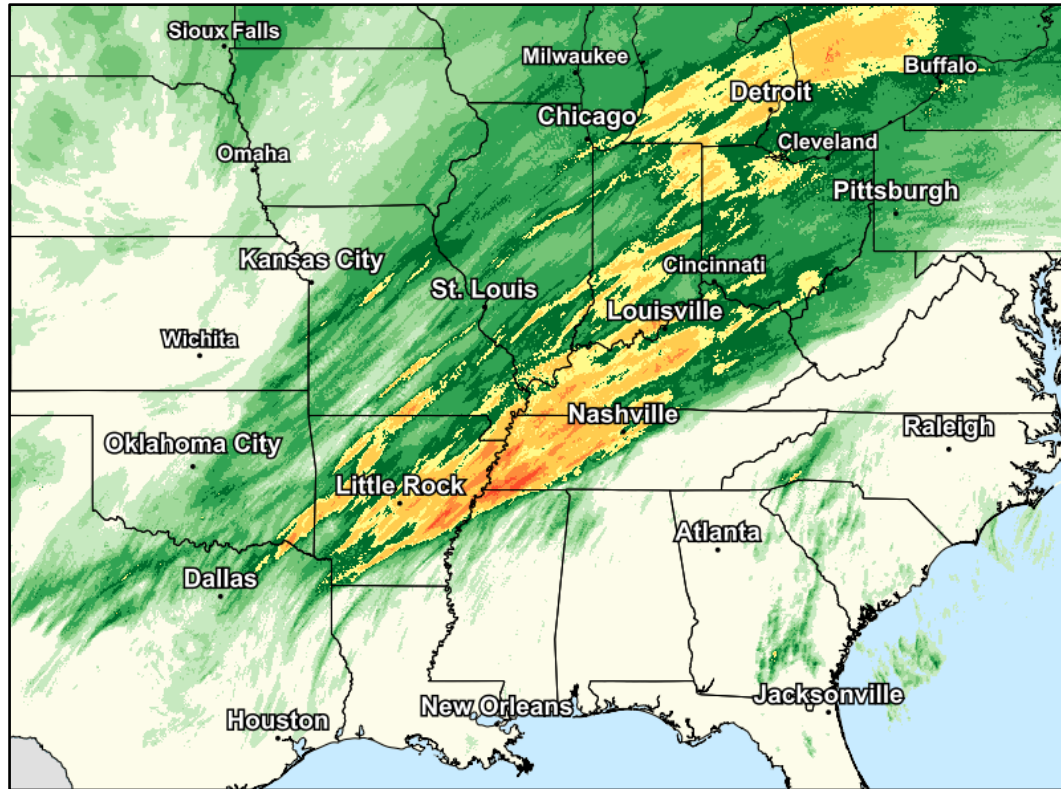 Sioux Falls
Milwaukee
Buffalo
Detroit
Chicago
Cleveland
Omaha
Pittsburgh
Kansas City
Cincinnati
St. Louis
Louisville
Wichita
Nashville
Raleigh
Oklahoma City
Little Rock
Atlanta
Dallas
Jacksonville
New Orleans
Houston